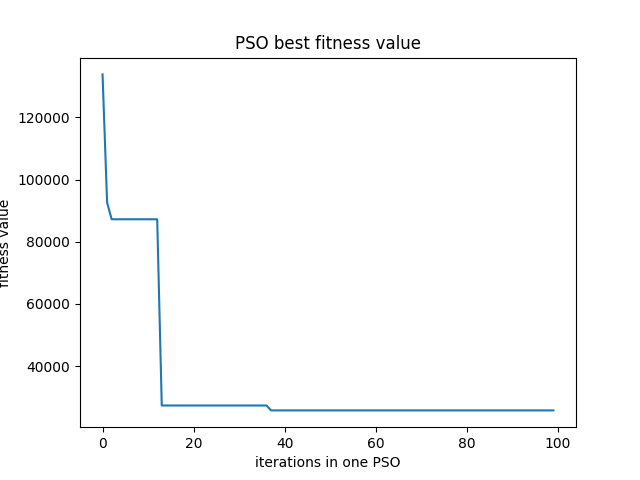 PSO best fitness value
120000
100000
80000
60000
40000
fitness value
0 20 40 60 80 100
iterations in one PSO